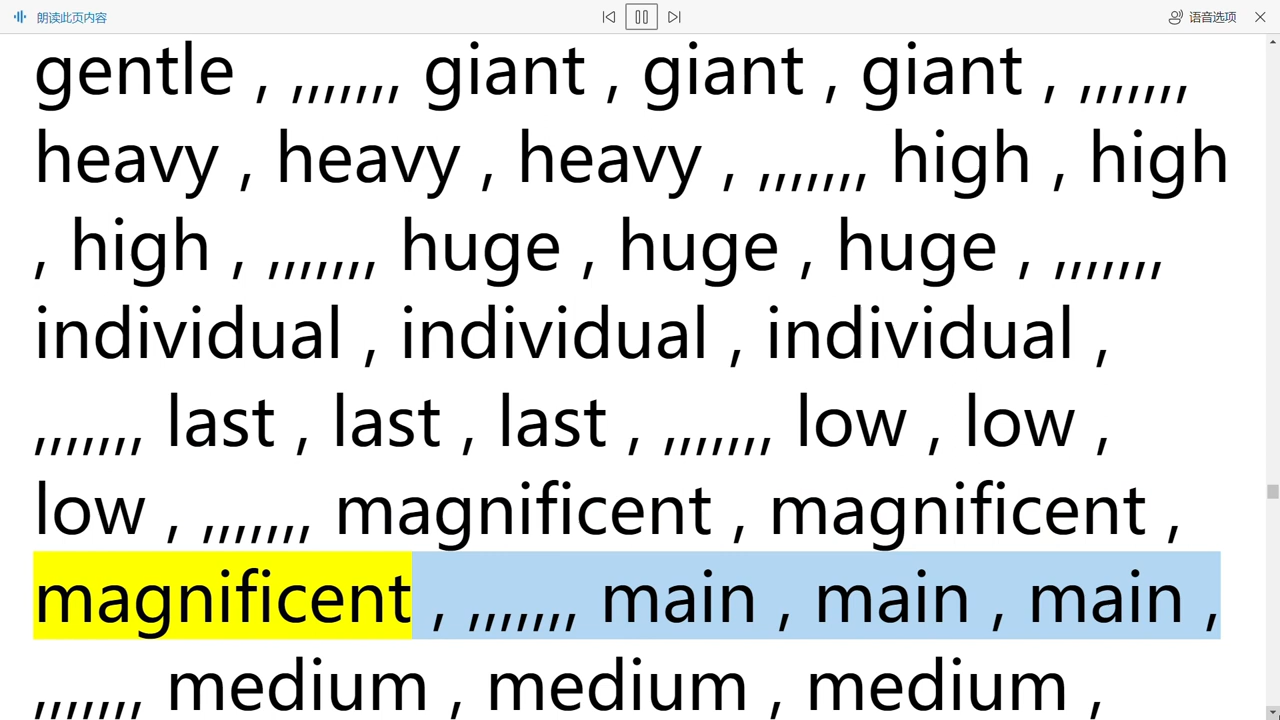 朗读此页内容
语音选项
gentle , ,,,,,,, giant , giant , giant , ,,,,,,,
heavy , heavy , heavy , ,,,,,,, high , high
, high , ,,,,,,, huge , huge , huge , ,,,,,,,
individual , individual , individual ,
,,,,,,, last , last , last , ,,,,,,, low , low ,
low , ,,,,,,, magnificent , magnificent ,
magnificent , ,,,,,,, main , main , main ,
,,,,,,, medium , medium , medium ,